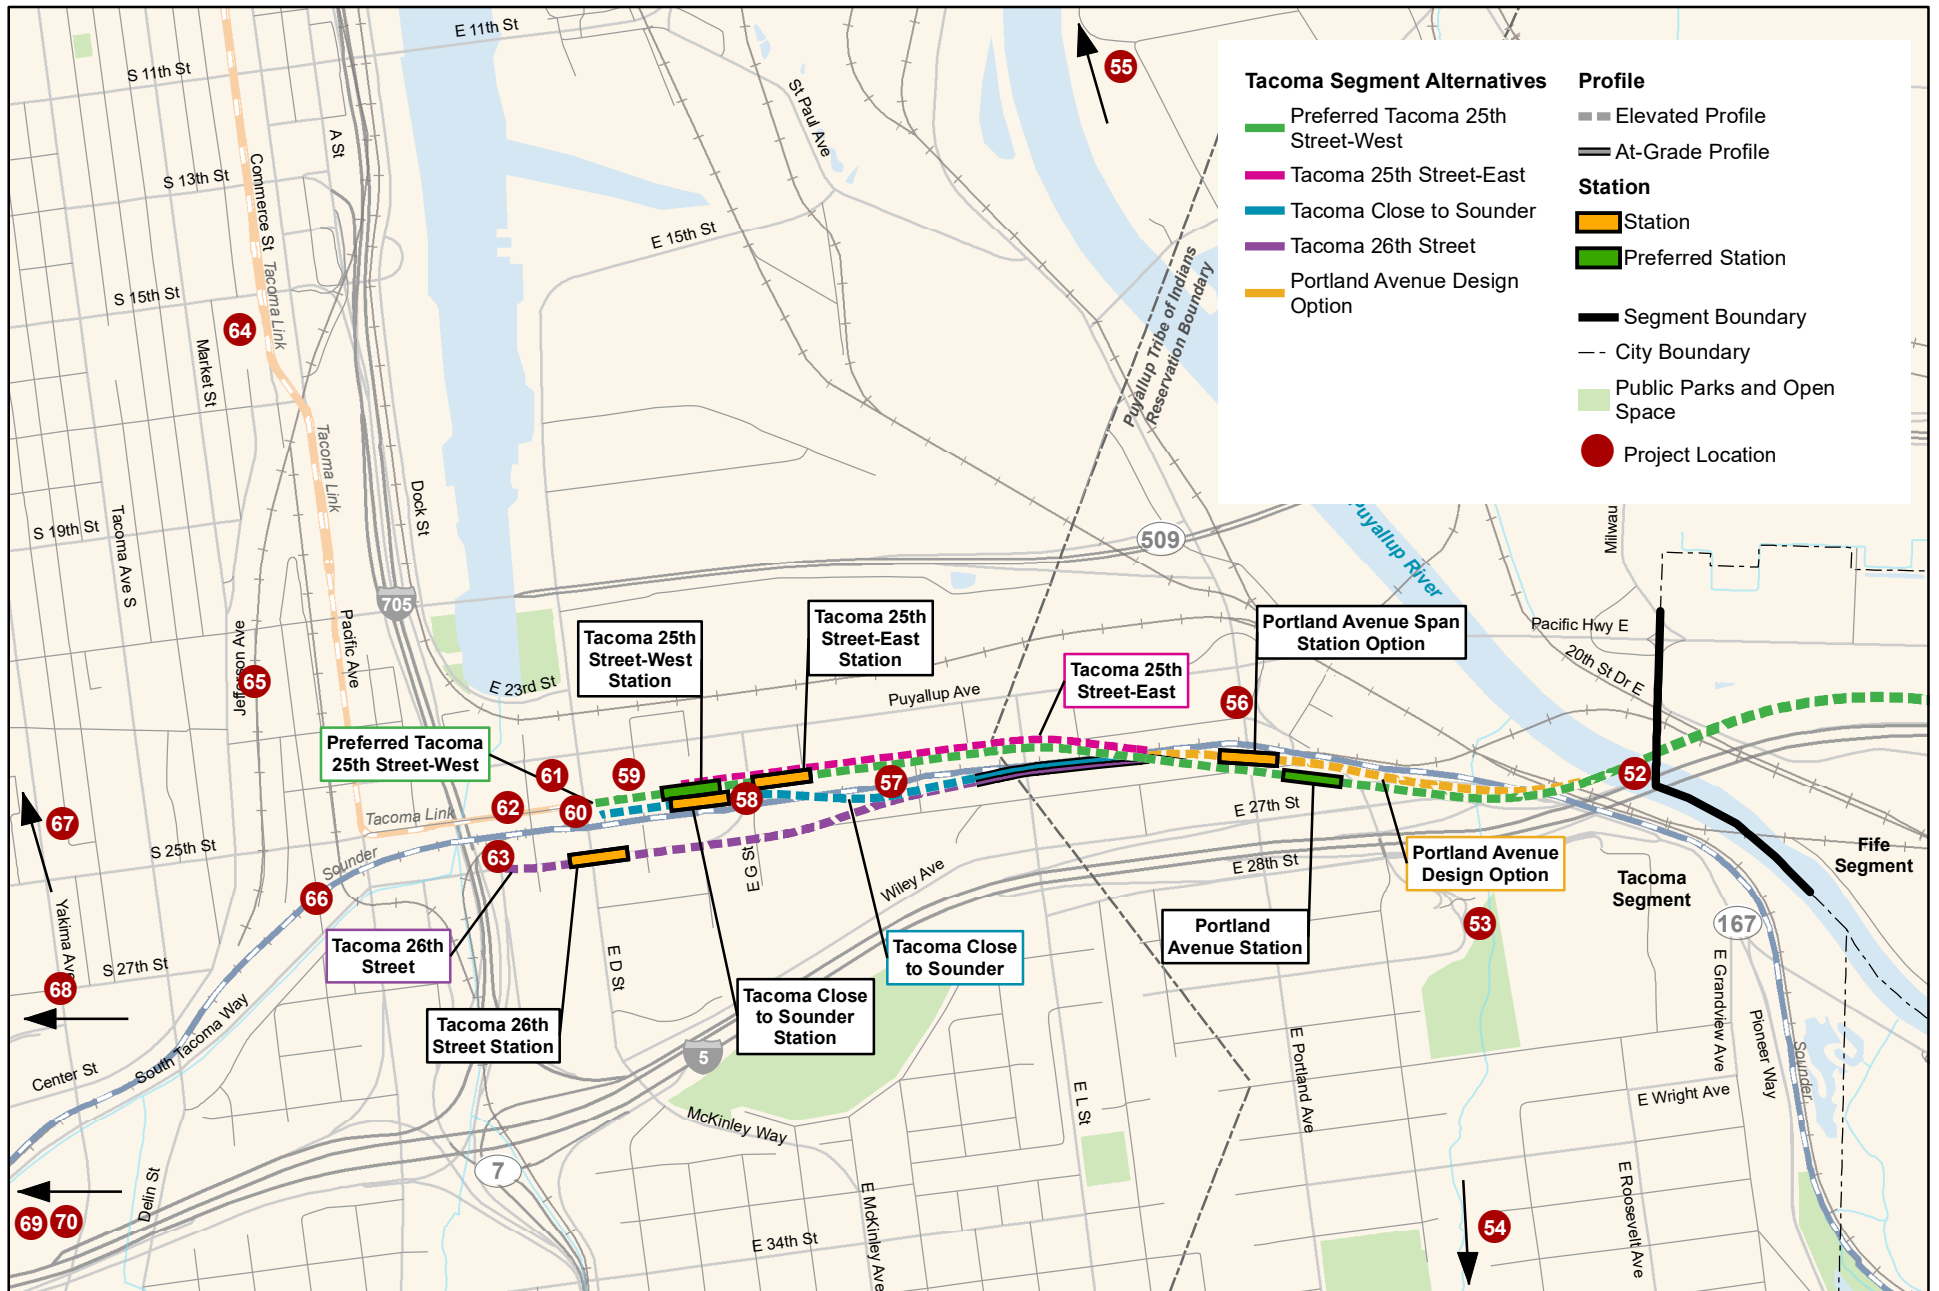 E 11th St
S 11th St
St Paul Ave
55
A St
Commerce St
S 13th St
E 15th St
Tacoma Link
S 15th St
64
Market St
Tacoma Link
Puyallup Tribe of Indians
Reservation Boundary
Tacoma Segment Alternatives
Preferred Tacoma 25th
Street-West
Tacoma 25th Street-East
Tacoma Close to Sounder
Tacoma 26th Street
Portland Avenue Design
Option
Profile
Elevated Profile
At-Grade Profile
Station
Station
Preferred Station
Segment Boundary
City Boundary
Public Parks and Open
Space
Project Location
Dock St
S 19th St
Tacoma Ave S
509
Puyallup River
Milwau
705
Jefferson Ave
65
Pacific Ave
Tacoma 25th
Street-West
Station
Tacoma 25th
Street-East
Station
Portland Avenue Span
Station Option
Pacific Hwy E
20th St Dr E
E 23rd St
Puyallup Ave
Tacoma 25th
Street-East
56
Preferred Tacoma
25th Street-West
61
59
62
60
58
57
52
67
Tacoma Link
S 25th St
Sounder
63
66
E G St
Wiley Ave
E 27th St
E 28th St
Portland Avenue
Design Option
Tacoma
Segment
Fife
Segment
Yakima Ave
Tacoma 26th
Street
Portland
Avenue Station
53
167
S 27th St
68
E D St
Tacoma Close
to Sounder
Tacoma Close
to Sounder
Station
Tacoma 26th
Street Station
South Tacoma Way
5
Center St
McKinley Way
E L St
E Portland Ave
E Grandview Ave
Pioneer Way
Sounder
E Wright Ave
7
Delin St
69
70
E McKinley Ave
E 34th St
54
E Roosevelt Ave